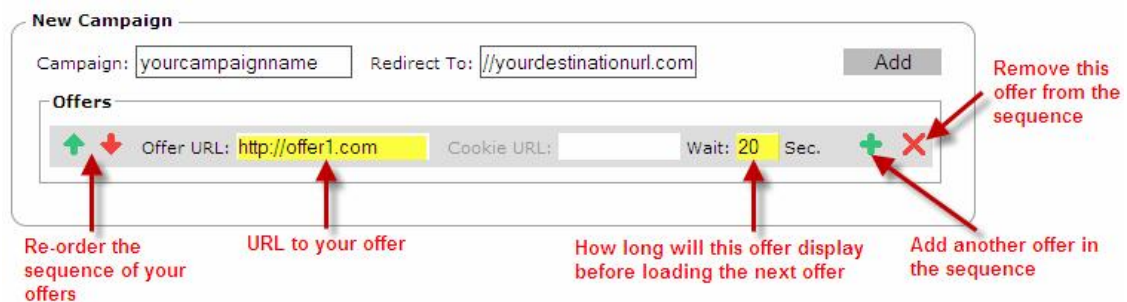 New Campaign
Campaign: yourcampaignname Redirect To: //yourdestinationurl.com Add
Remove this
offer from the
sequence
Offers
Offer URL: http://offer1.com Cookie URL: Wait: 20 Sec.
Re-order the
sequence of your
offers
URL to your offer
How long will this offer display
before loading the next offer
Add another offer in
the sequence